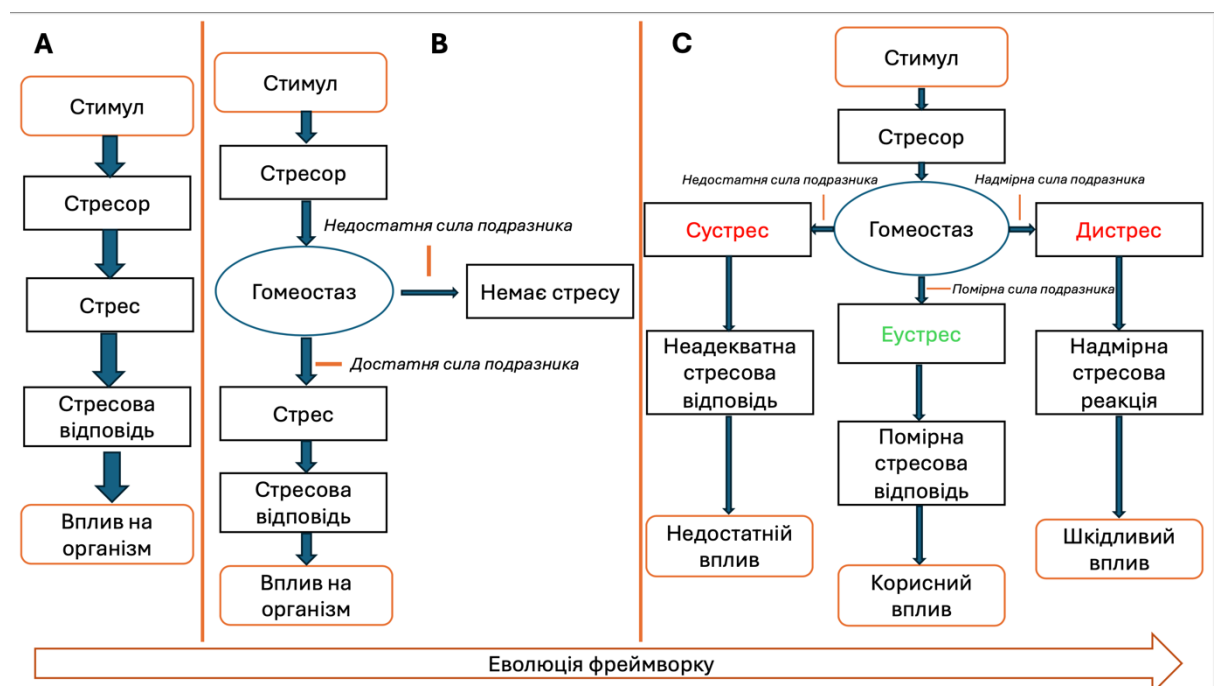 A
Стимул
Стресор
Стрес
Стресова
відповідь
Вплив на
організм
B
Стимул
Стресор
Недостатня сила подразника
Гомеостаз
Немає стресу
Достатня сила подразника
Стрес
Стресова
відповідь
Вплив на
організм
C
Стимул
Стресор
Недостатня сила подразника
Надмірна сила подразника
Сустрес
Гомеостаз
Дистрес
Помірна сила подразника
Неадекватна
стресова
відповідь
Еустрес
Надмірна
стресова
реакція
Помірна
стресова
відповідь
Недостатній
вплив
Корисний
вплив
Шкідливий
вплив
Еволюція фреймворку